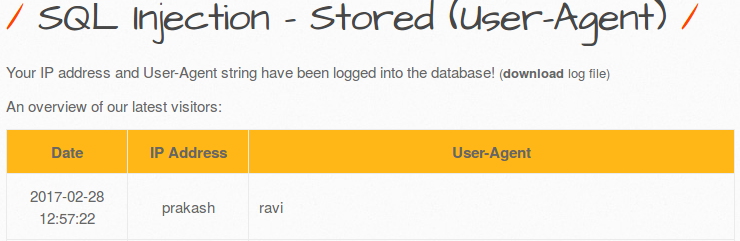 / SQL Injection - Stored (User-Agent) /
Your IP address and User-Agent string have been logged into the database! (download log file)
An overview of our latest visitors:
Date IP Address User-Agent
2017-02-28 12:57:22 prakash ravi